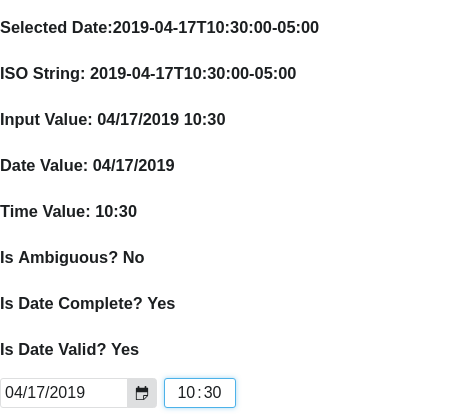 Selected Date:2019-04-17T10:30:00-05:00
ISO String: 2019-04-17T10:30:00-05:00
Input Value: 04/17/2019 10:30
Date Value: 04/17/2019
Time Value: 10:30
Is Ambiguous? No
Is Date Complete? Yes
Is Date Valid? Yes
04/17/2019 10:30